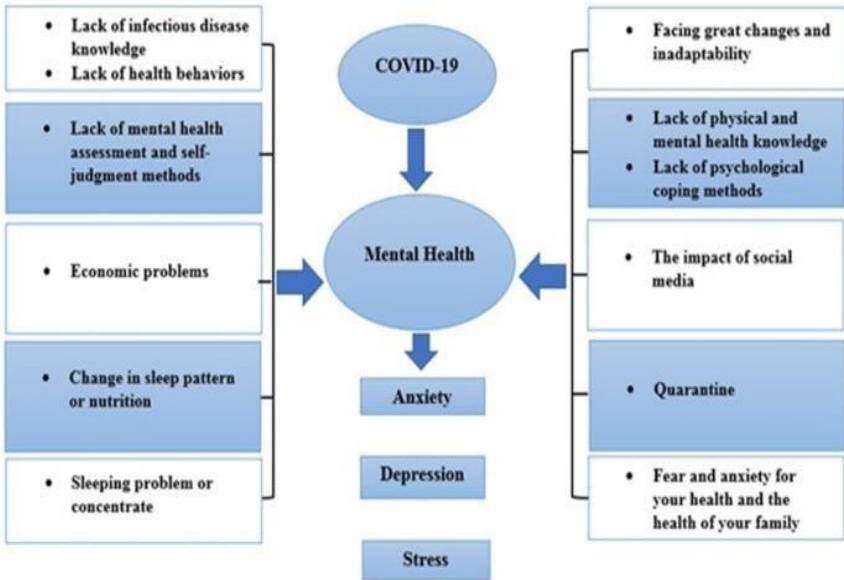 • Lack of infectious disease
knowledge
• Lack of health behaviors
• Lack of mental health
assessment and self-
judgment methods
• Economic problems
• Change in sleep pattern
or nutrition
• Sleeping problem or
concentrate
COVID-19
Mental Health
Anxiety
Depression
Stress
• Facing great changes and
inadaptability
• Lack of physical and
mental health knowledge
• Lack of psychological
coping methods
• The impact of social
media
• Quarantine
• Fear and anxiety for
your health and the
health of your family